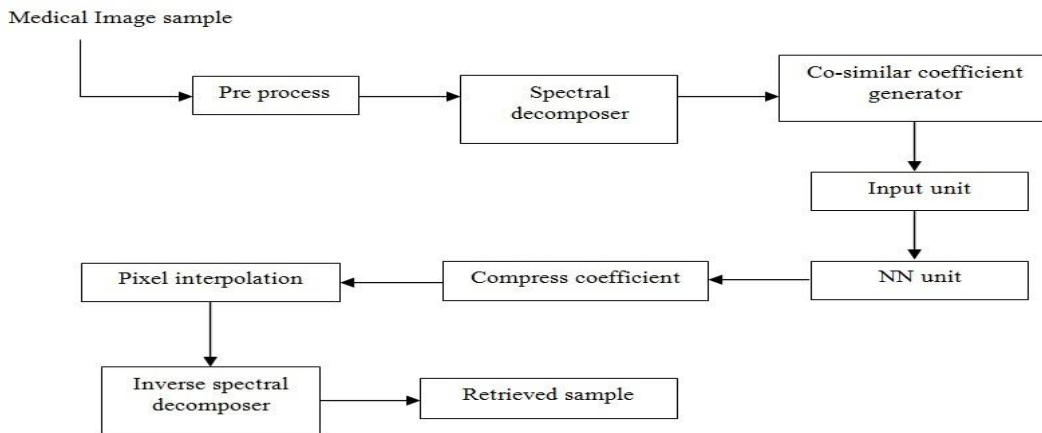 Medical Image sample
Pre process
Spectral
decomposer
Co-similar coefficient
generator
Input unit
NN unit
Compress coefficient
Pixel interpolation
Inverse spectral
decomposer
Retrieved sample